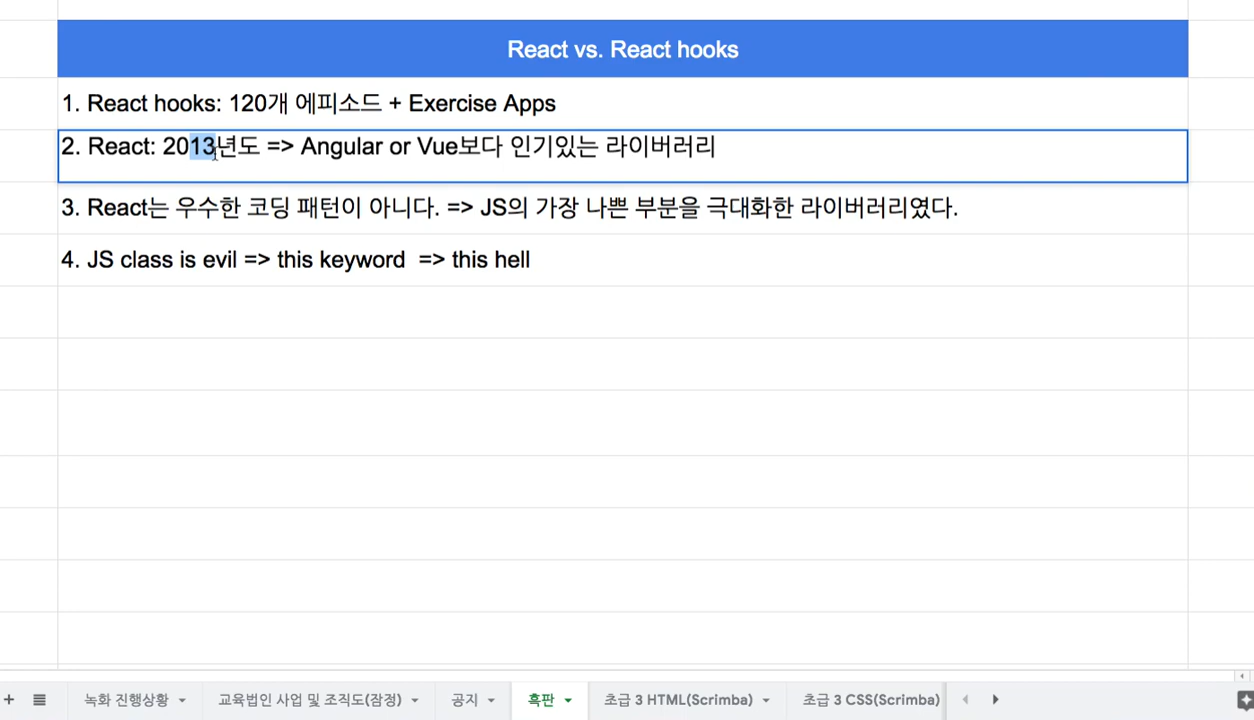 React vs. React hooks
1. React hooks: 120개 에피소드 + Exercise Apps
2. React: 2013년도 => Angular or Vue보다 인기있는 라이버러리
3. React는 우수한 코딩 패턴이 아니다. => JS의 가장 나쁜 부분을 극대화한 라이버러리였다.
4. JS class is evil => this keyword  => this hell
녹화 진행상황 교육법인 사업 및 조직도(잠정) 공지 흑판 초급 3 HTML(Scrimba) 초급 3 CSS(Scrimba)